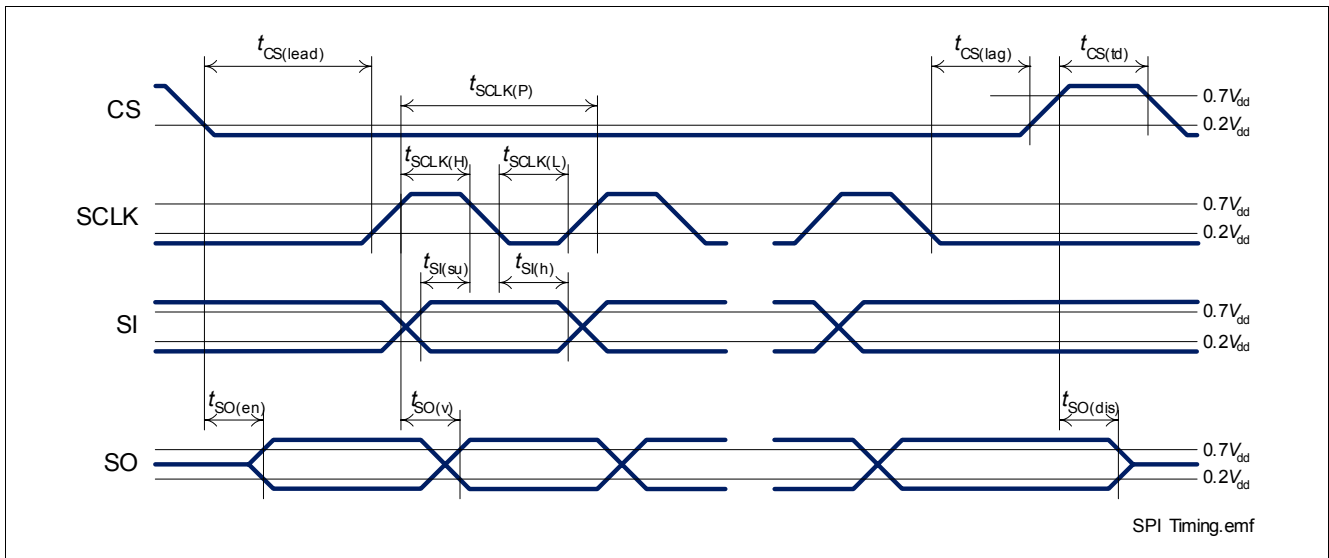 tCS(lead)
tCS(lag)
tCS(td)
tSCLK(P)
CS
0.7Vdd
0.2Vdd
tSCLK(H)
tSCLK(L)
SCLK
0.7Vdd
0.2Vdd
tSI(su)
tSI(h)
SI
0.7Vdd
0.2Vdd
tSO(en)
tSO(v)
tSO(dis)
SO
0.7Vdd
0.2Vdd
SPI Timing.emf